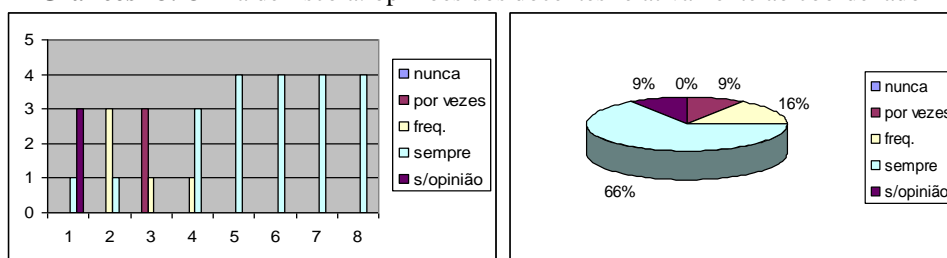 5
4
3
2
1
0
1 2 3 4 5 6 7 8
nunca
por vezes
freq.
sempre
s/opinião
9% 0% 9%
16%
66%
nunca
por vezes
freq.
sempre
s/opinião